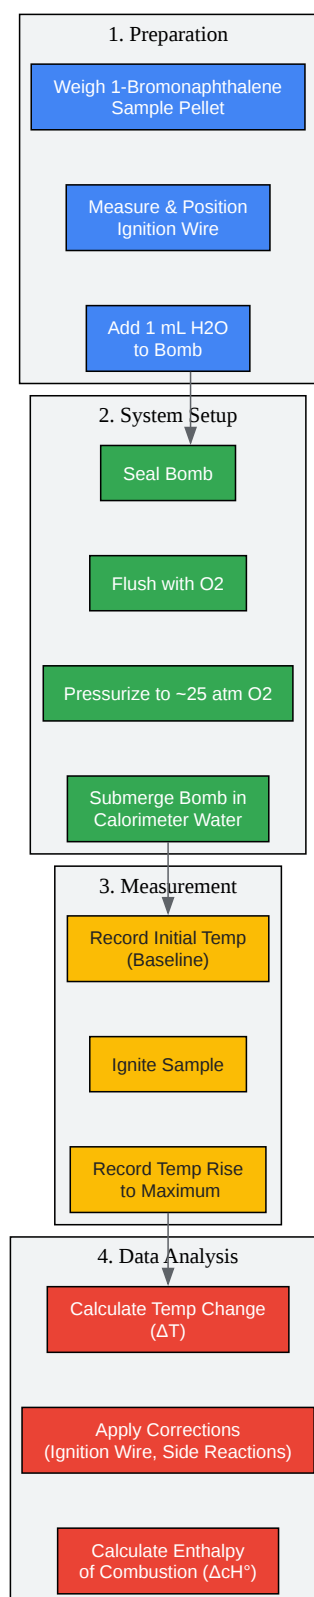 1. Preparation
Weigh 1-Bromonaphthalene
Sample Pellet
Measure & Position
Ignition Wire
Add 1 mL H2O
to Bomb
2. System Setup
Seal Bomb
Flush with O2
Pressurize to ~25 atm O2
Submerge Bomb in
Calorimeter Water
3. Measurement
Record Initial Temp
(Baseline)
Ignite Sample
Record Temp Rise
to Maximum
4. Data Analysis
Calculate Temp Change
(ΔT)
Apply Corrections
(Ignition Wire, Side Reactions)
Calculate Enthalpy
of Combustion (ΔcH°)